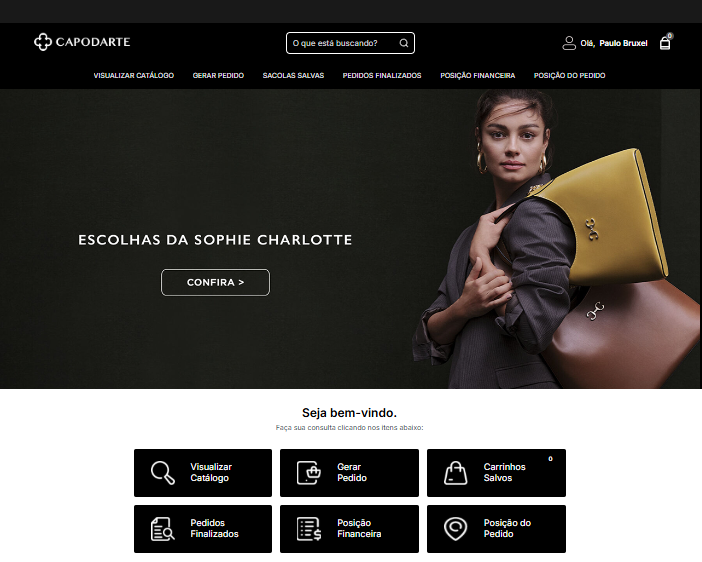 CAPODARTE
O que está buscando?
Olá, Paulo Bruxel
0
VISUALIZAR CATÁLOGO GERAR PEDIDO SACOLAS SALVAS PEDIDOS FINALIZADOS POSIÇÃO FINANCEIRA POSIÇÃO DO PEDIDO
ESCOLHAS DA SOPHIE CHARLOTTE
CONFIRA >
Seja bem-vindo.
Faça sua consulta clicando nos itens abaixo:
Visualizar
Catálogo
Gerar
Pedido
Carrinhos
Salvos
0
Pedidos
Finalizados
Posição
Financeira
Posição do
Pedido